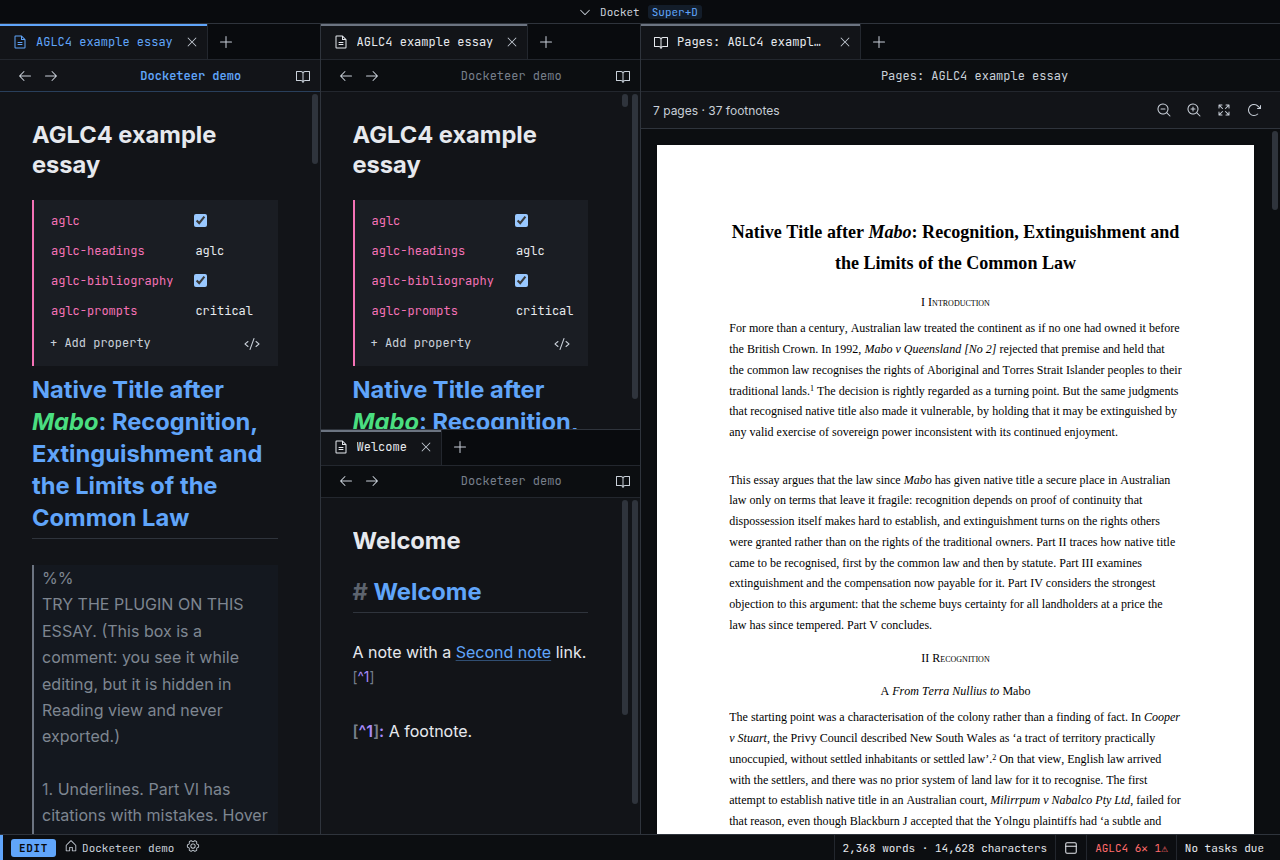 Docket Super+D
AGLC4 example essay
Docketeer demo
AGLC4 example
essay
aglc
aglc-headings aglc
aglc-bibliography
aglc-prompts critical
+ Add property </>
Native Title after
Mabo: Recognition,
Extinguishment and
the Limits of the
Common Law
%%
TRY THE PLUGIN ON THIS
ESSAY. (This box is a
comment: you see it while
editing, but it is hidden in
Reading view and never
exported.)
1. Underlines. Part VI has
citations with mistakes. Hover
AGLC4 example essay
Docketeer demo
AGLC4 example
essay
aglc
aglc-headings aglc
aglc-bibliography
aglc-prompts critical
+ Add property </>
Native Title after
Mabo: Recognition,
Welcome
Docketeer demo
Welcome
# Welcome
A note with a Second note link.
[^1]
[^1]: A footnote.
Pages: AGLC4 exampl…
Pages: AGLC4 example essay
7 pages · 37 footnotes
Native Title after Mabo: Recognition, Extinguishment and
the Limits of the Common Law
I Introduction
For more than a century, Australian law treated the continent as if no one had owned it before
the British Crown. In 1992, Mabo v Queensland [No 2] rejected that premise and held that
the common law recognises the rights of Aboriginal and Torres Strait Islander peoples to their
traditional lands.1 The decision is rightly regarded as a turning point. But the same judgments
that recognised native title also made it vulnerable, by holding that it may be extinguished by
any valid exercise of sovereign power inconsistent with its continued enjoyment.
This essay argues that the law since Mabo has given native title a secure place in Australian
law only on terms that leave it fragile: recognition depends on proof of continuity that
dispossession itself makes hard to establish, and extinguishment turns on the rights others
were granted rather than on the rights of the traditional owners. Part II traces how native title
came to be recognised, first by the common law and then by statute. Part III examines
extinguishment and the compensation now payable for it. Part IV considers the strongest
objection to this argument: that the scheme buys certainty for all landholders at a price the
law has since tempered. Part V concludes.
II Recognition
A From Terra Nullius to Mabo
The starting point was a characterisation of the colony rather than a finding of fact. In Cooper
v Stuart, the Privy Council described New South Wales as ‘a tract of territory practically
unoccupied, without settled inhabitants or settled law’.2 On that view, English law arrived
with the settlers, and there was no prior system of land law for it to recognise. The first
attempt to establish native title in an Australian court, Milirrpum v Nabalco Pty Ltd, failed for
that reason, even though Blackburn J accepted that the Yolngu plaintiffs had ‘a subtle and
EDIT Docketeer demo
2,368 words · 14,628 characters AGLC4 6× 1⚠ No tasks due